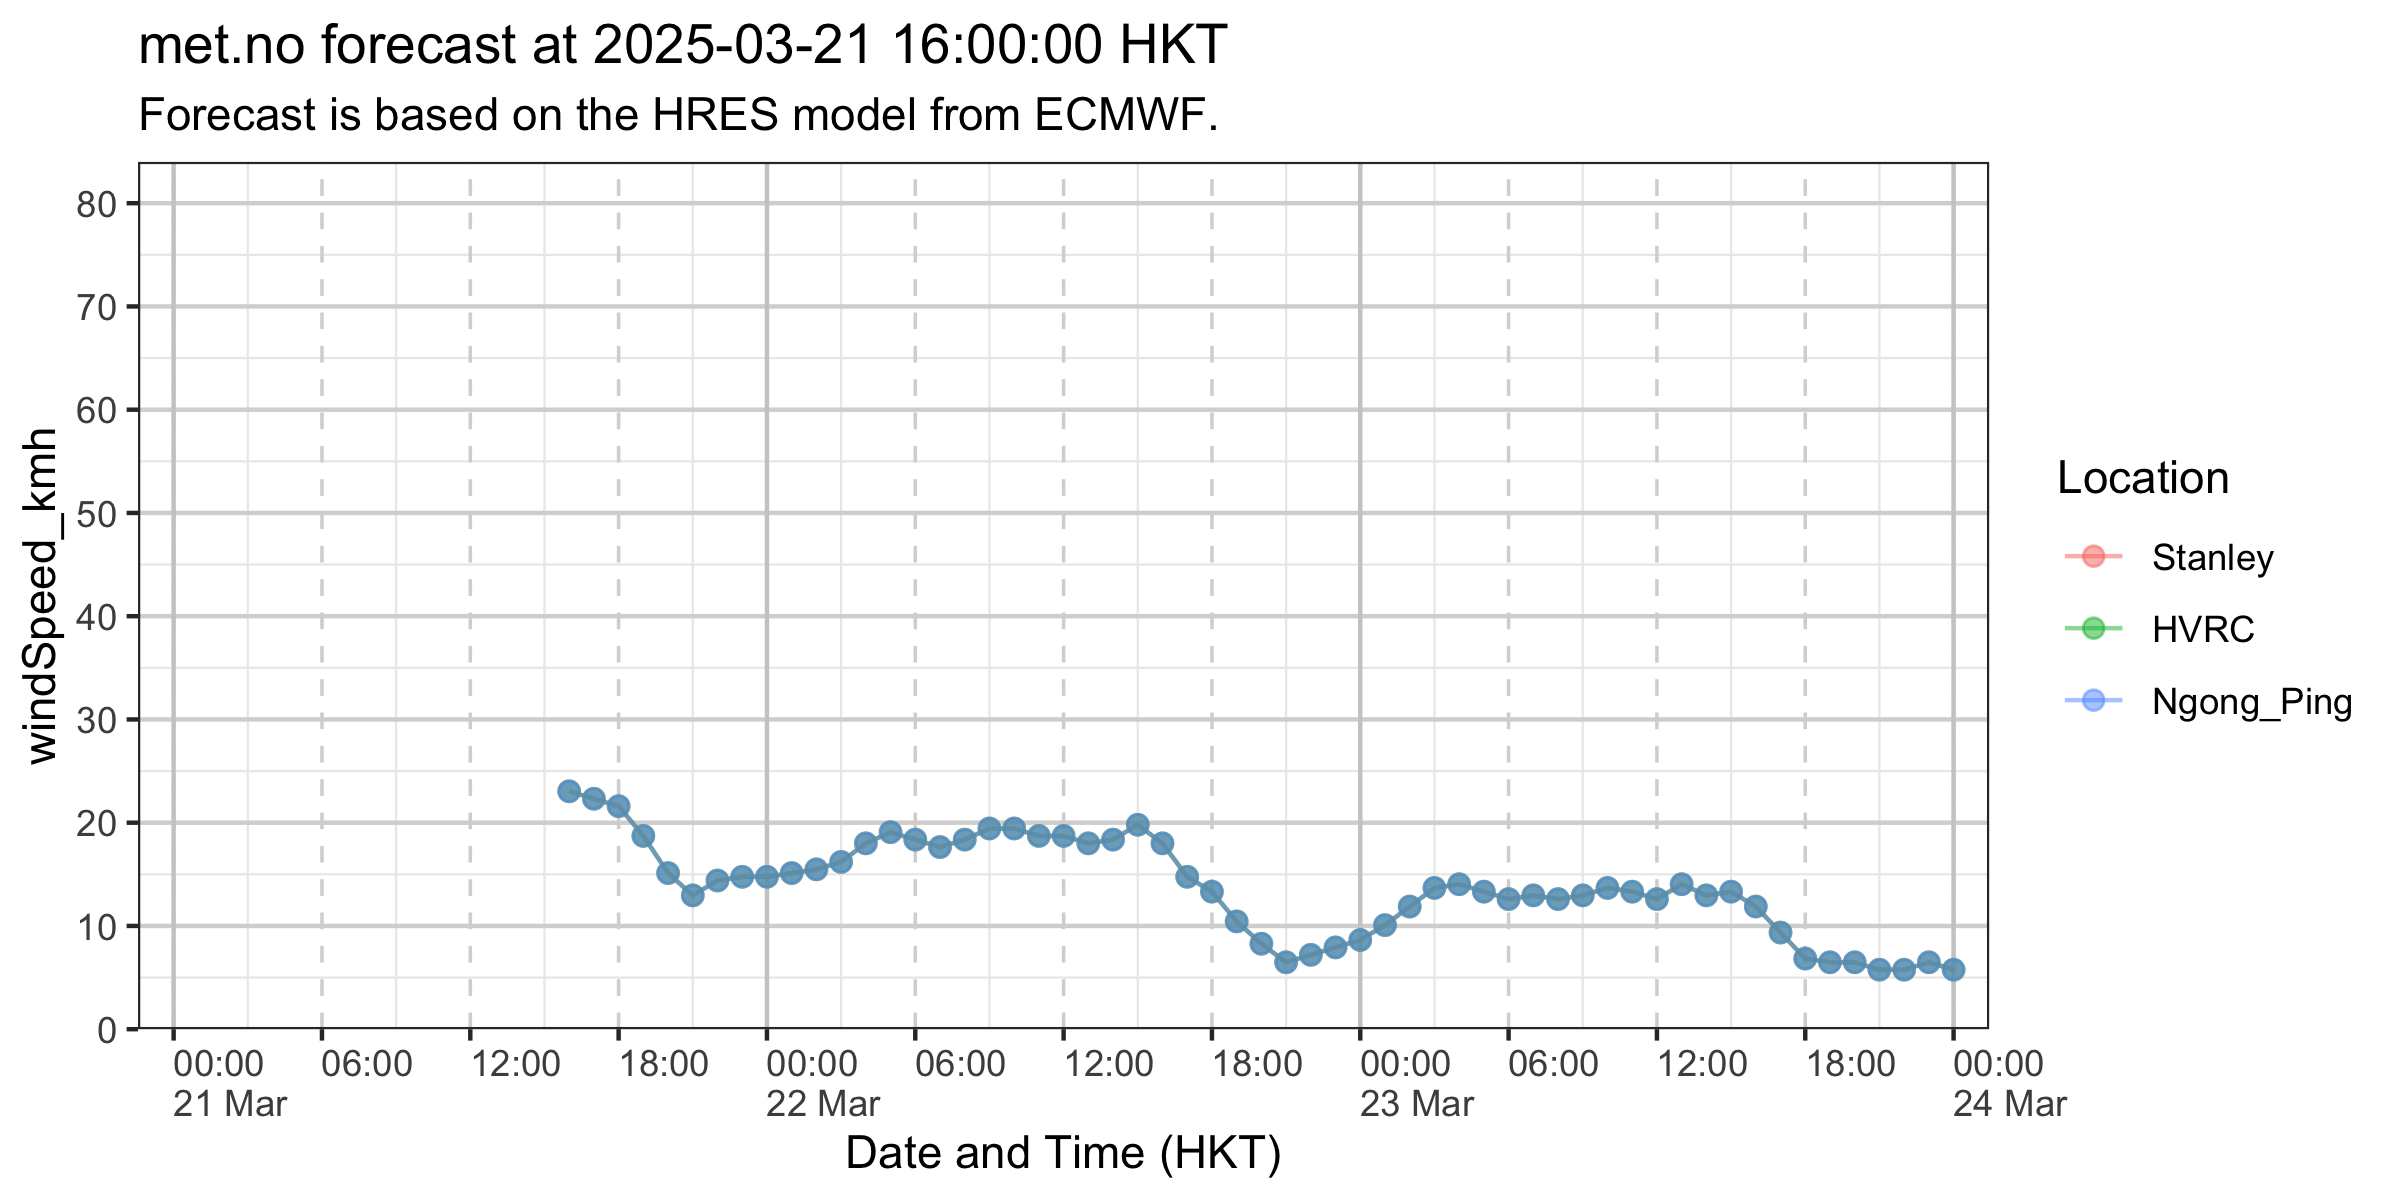 met.no forecast at 2025-03-21 16:00:00 HKT
Forecast is based on the HRES model from ECMWF.
windSpeed_kmh
80
70
60
50
40
30
20
10
0
00:00 06:00 12:00 18:00 00:00 06:00 12:00 18:00 00:00 06:00 12:00 18:00 00:00
21 Mar 22 Mar 23 Mar 24 Mar
Date and Time (HKT)
Location
Stanley
HVRC
Ngong_Ping